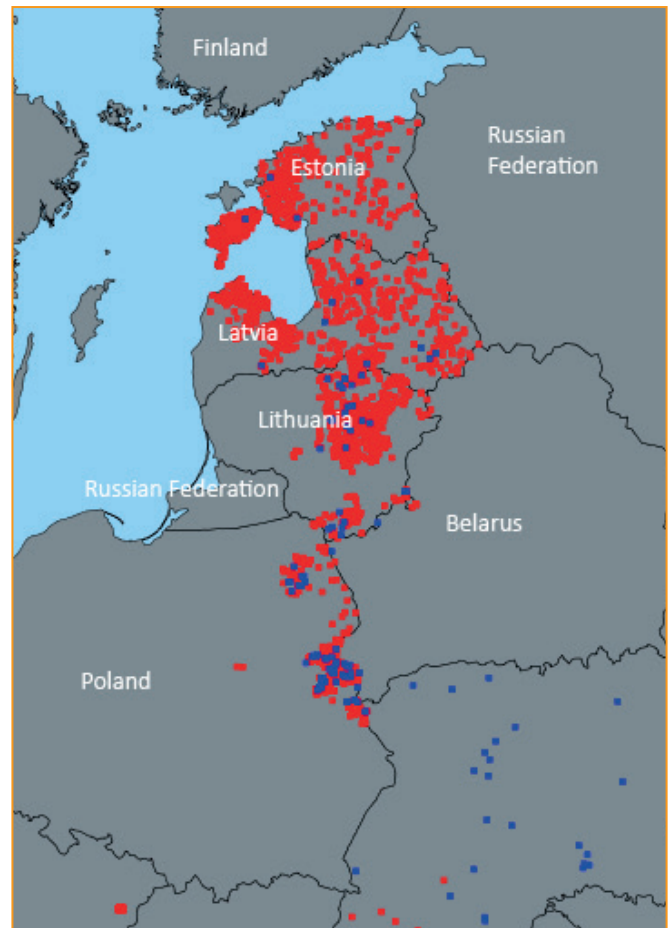 Finland
Russian
Federation
Estonia
Latvia
Lithuania
Russian Federation
Belarus
Poland